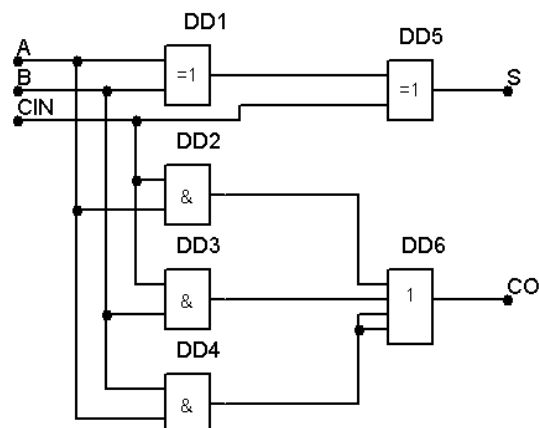 DD1
A
=1
DD5
B
=1
S
CIN
DD2
&
DD3
DD6
&
1
CO
DD4
&